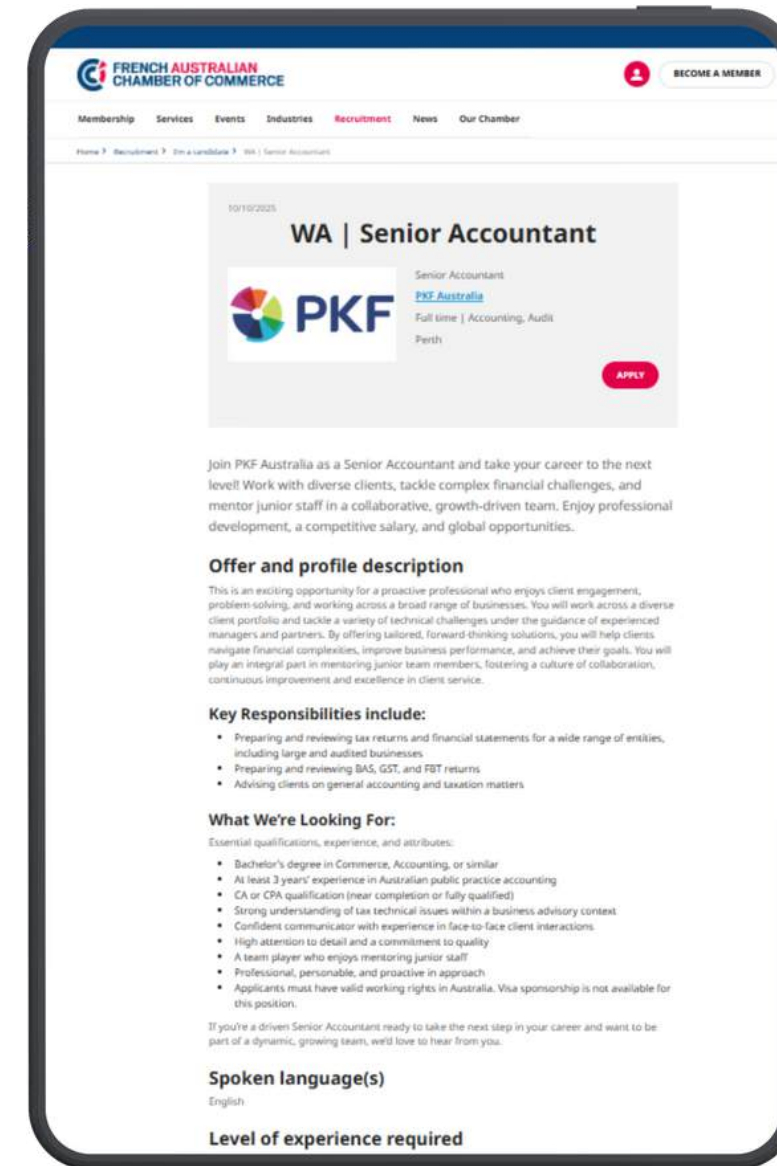 FRENCH AUSTRALIAN
CHAMBER OF COMMERCE
BECOME A MEMBER
Membership Services Events Industries Recruitment News Our Chamber
Home > Recruitment > I'm a candidate > WA | Senior Accountant
10/10/2025
WA | Senior Accountant
PKF
Senior Accountant
PKF Australia
Full time | Accounting, Audit
Perth
APPLY
Join PKF Australia as a Senior Accountant and take your career to the next
level! Work with diverse clients, tackle complex financial challenges, and
mentor junior staff in a collaborative, growth-driven team. Enjoy professional
development, a competitive salary, and global opportunities.
Offer and profile description
This is an exciting opportunity for a proactive professional who enjoys client engagement,
problem-solving, and working across a broad range of businesses. You will work across a diverse
client portfolio and tackle a variety of technical challenges under the guidance of experienced
managers and partners. By offering tailored, forward-thinking solutions, you will help clients
navigate financial complexities, improve business performance, and achieve their goals. You will
play an integral part in mentoring junior team members, fostering a culture of collaboration,
continuous improvement and excellence in client service.
Key Responsibilities include:
• Preparing and reviewing tax returns and financial statements for a wide range of entities,
including large and audited businesses
• Preparing and reviewing BAS, GST, and FBT returns
• Advising clients on general accounting and taxation matters
What We're Looking For:
Essential qualifications, experience, and attributes:
• Bachelor's degree in Commerce, Accounting, or similar
• At least 3 years' experience in Australian public practice accounting
• CA or CPA qualification (near completion or fully qualified)
• Strong understanding of tax technical issues within a business advisory context
• Confident communicator with experience in face-to-face client interactions
• High attention to detail and a commitment to quality
• A team player who enjoys mentoring junior staff
• Professional, personable, and proactive in approach
• Applicants must have valid working rights in Australia. Visa sponsorship is not available for
this position.
If you're a driven Senior Accountant ready to take the next step in your career and want to be
part of a dynamic, growing team, we'd love to hear from you.
Spoken language(s)
English
Level of experience required